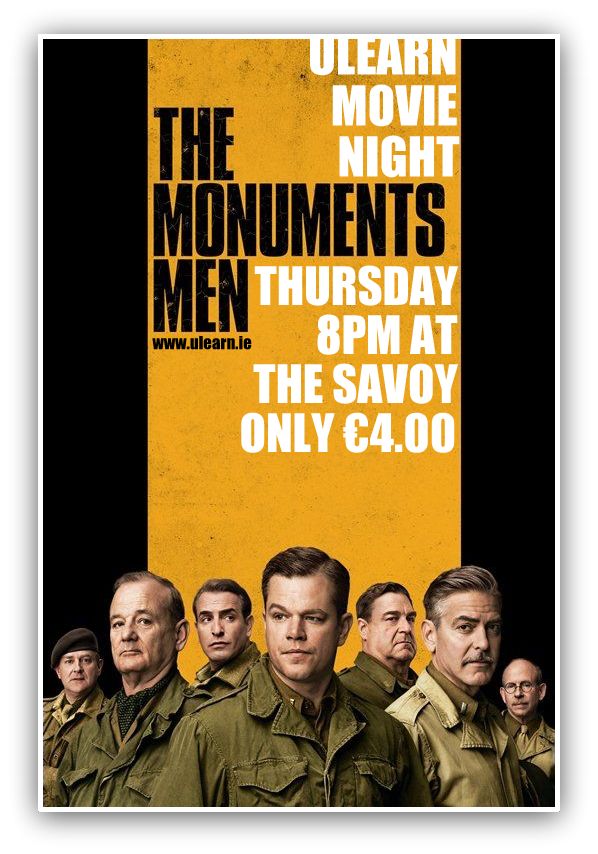 ULEARN
MOVIE
NIGHT
THE
MONUMENTS
MEN
www.ulearn.ie
THURSDAY
8PM AT
THE SAVOY
ONLY €4.00